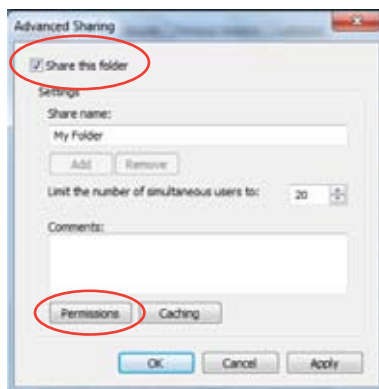 Advanced Sharing
Share this folder
Settings
Share name:
My Folder
Add Remove
Limit the number of simultaneous users to: 20
Comments:
Permissions Caching
OK Cancel Apply